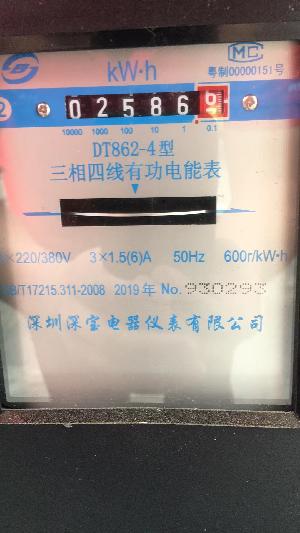 MC
kW·h
粤制00000151号
2
02586
10000 1000 100 10 1 0.1
DT862-4型
三相四线有功电能表
×220/380V 3×1.5(6)A 50Hz 600r/kW·h
/T17215.311-2008 2019年 No. 930293
深圳深宝电器仪表有限公司